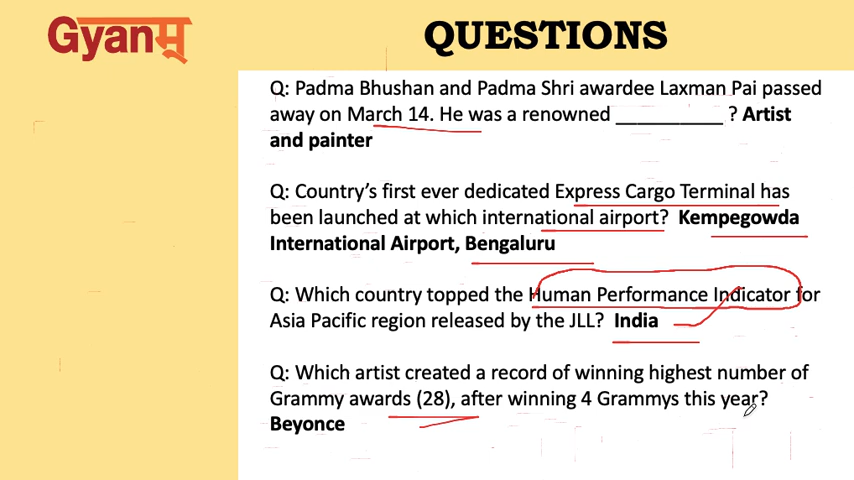 Gyanमू
QUESTIONS
Q: Padma Bhushan and Padma Shri awardee Laxman Pai passed
away on March 14. He was a renowned ___________ ? Artist
and painter
Q: Country's first ever dedicated Express Cargo Terminal has
been launched at which international airport? Kempegowda
International Airport, Bengaluru
Q: Which country topped the Human Performance Indicator for
Asia Pacific region released by the JLL? India
Q: Which artist created a record of winning highest number of
Grammy awards (28), after winning 4 Grammys this year?
Beyonce